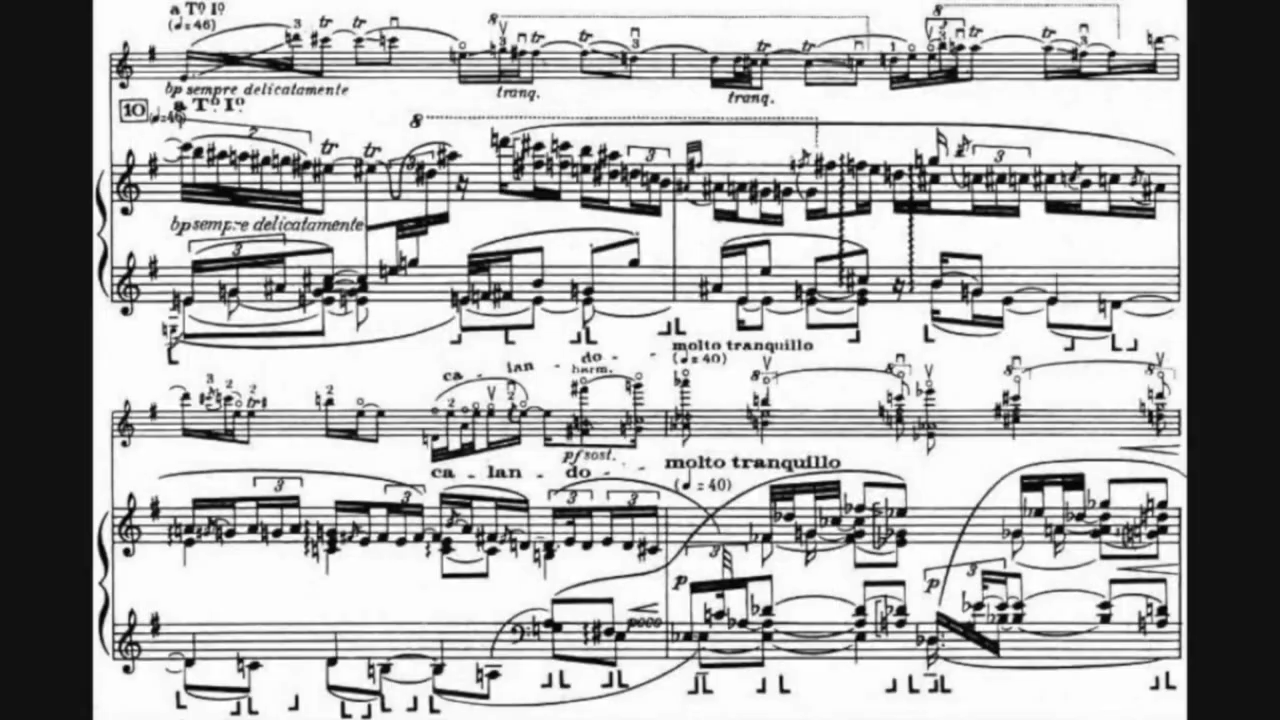 a Tº Iº
(♩=46)
bp sempre delicatamente
tranq.
tranq.
10 a Tº Iº
(♩=46)
bp sempre delicatamente
ca - lan - do -
harm.
molto tranquillo
(♩=40)
pf sost.
ca - lan - do -
molto tranquillo
(♩=40)
p
p
poco